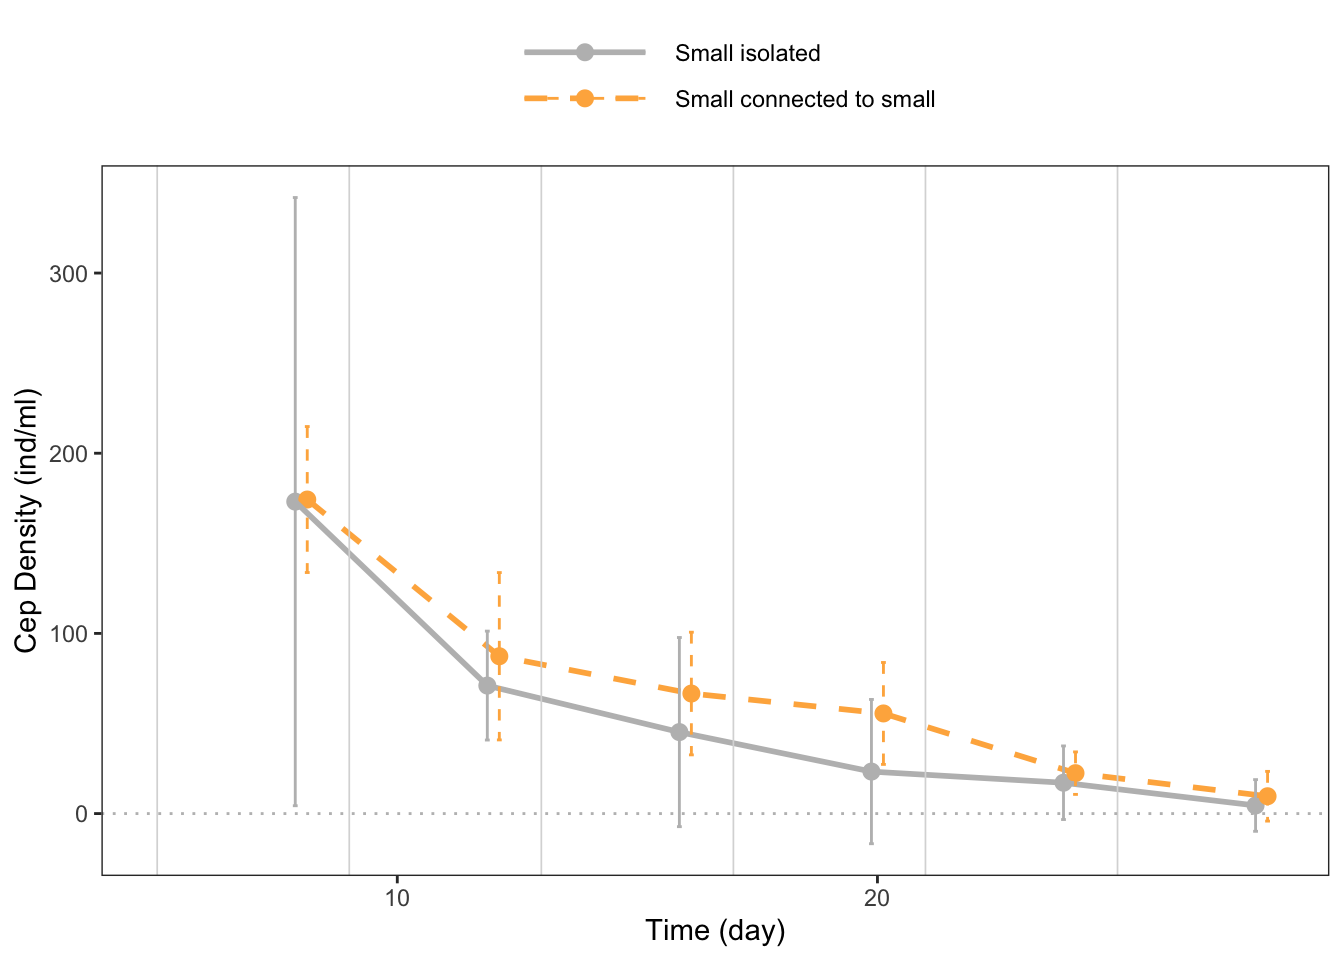 Small isolated
Small connected to small
Cep Density (ind/ml)
300
200
100
0
10 20
Time (day)